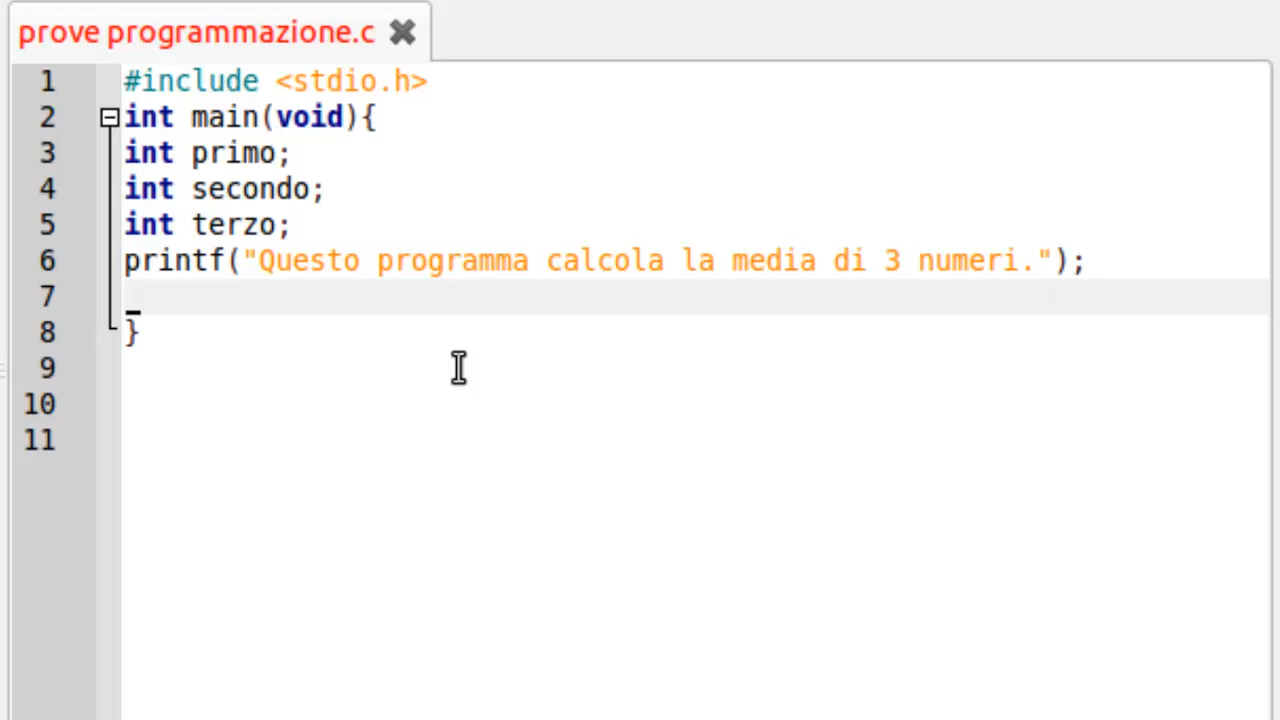 prove programmazione.c
1 #include <stdio.h>
2 int main(void){
3 int primo;
4 int secondo;
5 int terzo;
6 printf("Questo programma calcola la media di 3 numeri.");
7
8 }
9
10
11